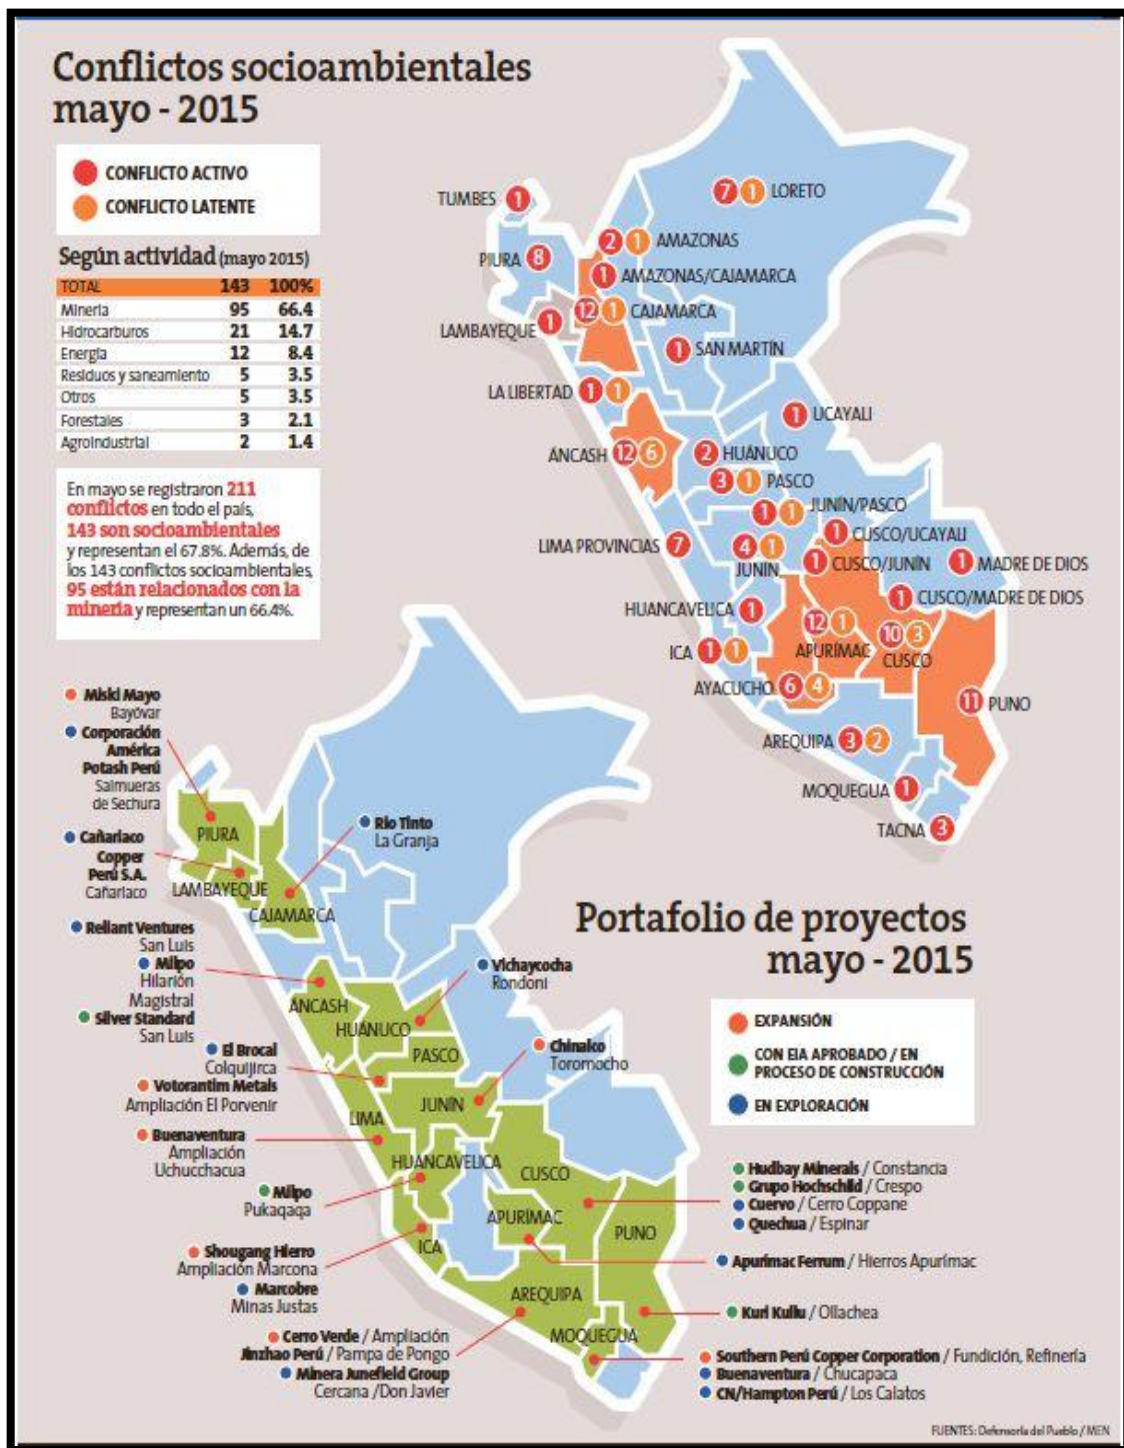 Conflictos socioambientales
mayo - 2015
CONFLICTO ACTIVO
CONFLICTO LATENTE
Según actividad (mayo 2015)
TOTAL 143 100%
Minería 95 66.4
Hidrocarburos 21 14.7
Energía 12 8.4
Residuos y saneamiento 5 3.5
Otros 5 3.5
Forestales 3 2.1
Agroindustrial 2 1.4
En mayo se registraron 211
conflictos en todo el país,
143 son socioambientales
y representan el 67.8%. Además, de
los 143 conflictos socioambientales,
95 están relacionados con la
minería y representan un 66.4%.
TUMBES 1
7 1 LORETO
2 1 AMAZONAS
PIURA 8
1 AMAZONAS/CAJAMARCA
12 1 CAJAMARCA
LAMBAYEQUE 1
1 SAN MARTÍN
LA LIBERTAD 1 1
1 UCAYALI
ÁNCASH 12 6
2 HUÁNUCO
3 1 PASCO
1 1 JUNÍN/PASCO
1 CUSCO/UCAYALI
LIMA PROVINCIAS 7
4 1
JUNÍN
1 CUSCO/JUNÍN
1 MADRE DE DIOS
1 CUSCO/MADRE DE DIOS
HUANCAVELICA 1
12 1
APURÍMAC
10 3
CUSCO
ICA 1 1
AYACUCHO 6 4
11 PUNO
AREQUIPA 3 2
MOQUEGUA 1
TACNA 3
Portafolio de proyectos
mayo - 2015
EXPANSIÓN
CON EIA APROBADO / EN
PROCESO DE CONSTRUCCIÓN
EN EXPLORACIÓN
Miski Mayo
Bayóvar
Corporación
América
Potash Perú
Salmueras
de Sechura
Cañariaco
Copper
Perú S.A.
Cañariaco
Reliant Ventures
San Luis
Milpo
Hilarión
Magistral
Silver Standard
San Luis
El Brocal
Colquijirca
Votorantim Metals
Ampliación El Porvenir
Buenaventura
Ampliación
Uchucchacua
Milpo
Pukaqaqa
Shougang Hierro
Ampliación Marcona
Marcobre
Minas Justas
Cerro Verde / Ampliación
Jinzhao Perú / Pampa de Pongo
Minera Junefield Group
Cercana /Don Javier
PIURA
LAMBAYEQUE
CAJAMARCA
ÁNCASH
HUÁNUCO
PASCO
JUNÍN
LIMA
HUANCAVELICA
CUSCO
APURÍMAC
PUNO
ICA
AREQUIPA
MOQUEGUA
Rio Tinto
La Granja
Vichaycocha
Rondoni
Chinalco
Toromocho
Hudbay Minerals / Constancia
Grupo Hochschild / Crespo
Cuervo / Cerro Coppane
Quechua / Espinar
Apurímac Ferrum / Hierros Apurímac
Kuri Kullu / Ollachea
Southern Perú Copper Corporation / Fundición, Refinería
Buenaventura / Chucapaca
CN/Hampton Perú / Los Calatos
FUENTES: Defensoría del Pueblo / MEN